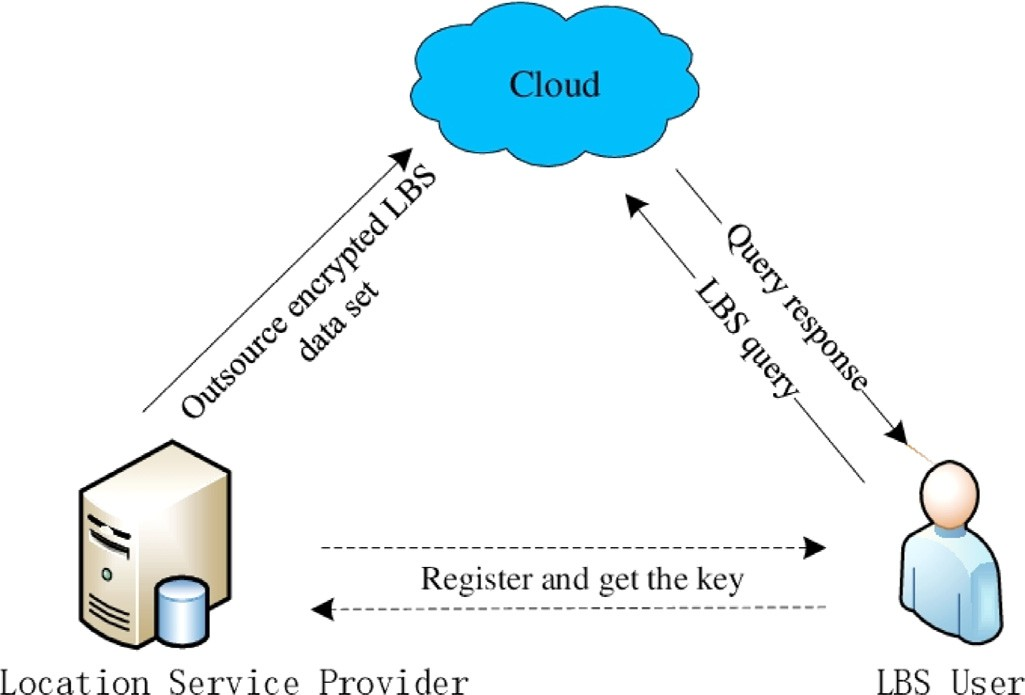 Cloud
Outsource encrypted LBS
data set
Query response
LBS query
Register and get the key
Location Service Provider
LBS User